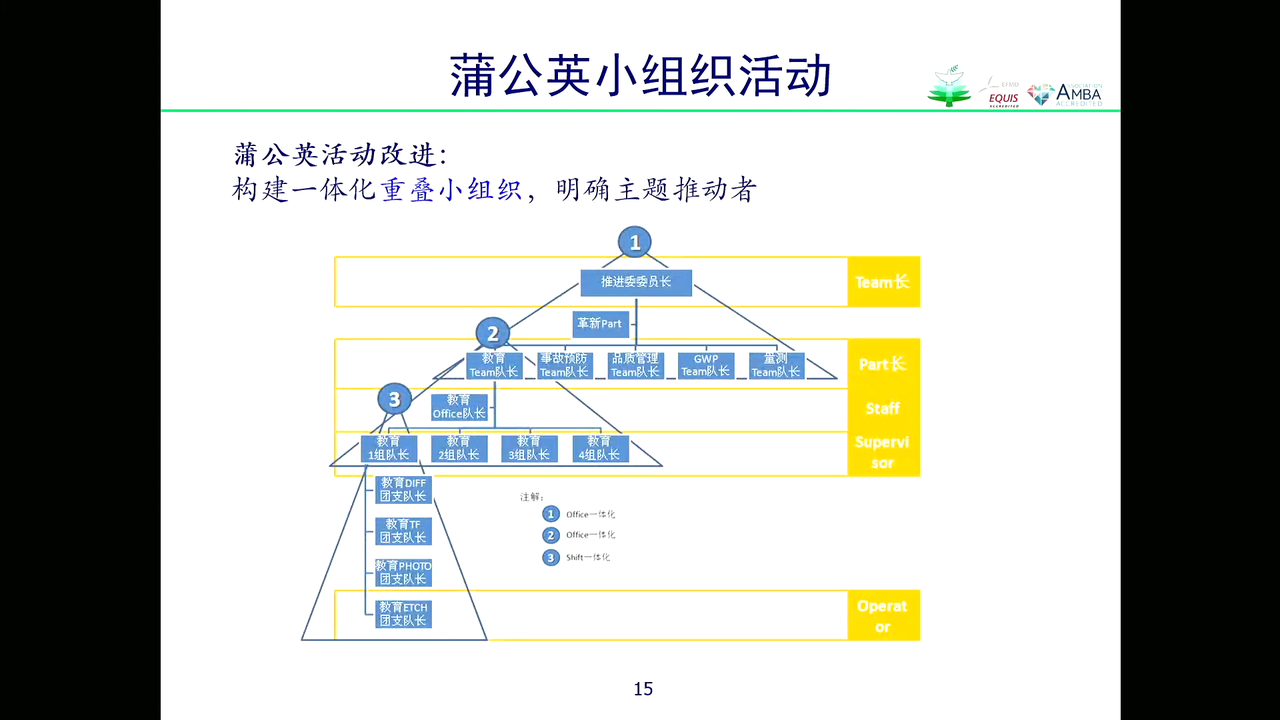 蒲公英小组织活动
EFMD
EQUIS
ACCREDITED
ASSOCIATION
AMBA
ACCREDITED
蒲公英活动改进：
构建一体化重叠小组织，明确主题推动者
1
推进委委员长
Team长
革新Part
2
教育
Team队长
事故预防
Team队长
品质管理
Team队长
GWP
Team队长
量测
Team队长
Part长
3
教育
Office队长
Staff
教育
1组队长
教育
2组队长
教育
3组队长
教育
4组队长
Supervi
sor
教育DIFF
团支队长
教育TF
团支队长
教育PHOTO
团支队长
教育ETCH
团支队长
注解：
1 Office一体化
2 Office一体化
3 Shift一体化
Operat
or
15